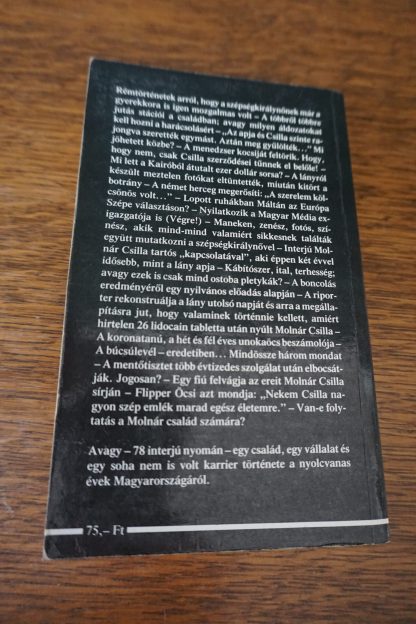 Rémtörténetek arról, hogy a szépségkirálynőnek már a
gyerekkora is igen mozgalmas volt – A többről többre
jutás stációi a családban; avagy milyen áldozatokat
kell hozni a harácsolásért – „Az apja és Csilla szinte ra-
jongva szerették egymást. Aztán meg gyűlölték...” Mi
jöhetett közbe? – A menedzser kocsiját feltörik. Hogy,
hogy nem, csak Csilla szerződései tűnnek el belőle! –
Mi lett a Kairóból átutalt ezer dollár sorsa? – A lányról
készült meztelen fotókat eltüntették, miután kitört a
botrány – A német herceg megerősíti: „A szerelem köl-
csönös volt...” – Lopott ruhákban Máltán az Európa
Szépe választáson? – Nyilatkozik a Magyar Média ex-
igazgatója is (Végre!) – Maneken, zenész, fotós, szí-
nész, akik mind-mind valamiért sikkesnek találták
együtt mutatkozni a szépségkirálynővel – Interjú Mol-
nár Csilla tartós „kapcsolatával”, aki éppen két évvel
idősebb, mint a lány apja – Kábítószer, ital, terhesség;
avagy ezek is csak mind ostoba pletykák? – A boncolás
eredményéről egy nyilvános előadás alapján – A ripor-
ter rekonstruálja a lány utolsó napját és arra a megálla-
pításra jut, hogy valaminek történnie kellett, amiért
hirtelen 26 lidocain tabletta után nyúlt Molnár Csilla –
A koronatanú, a hét és fél éves unokaöcs beszámolója –
A búcsúlevél – eredetiben... Mindössze három mondat
– A mentőtisztet több évtizedes szolgálat után elbocsát-
ják. Jogosan? – Egy fiú felvágja az ereit Molnár Csilla
sírján – Flipper Öcsi azt mondja: „Nekem Csilla va-
nagyon szép emlék marad egész életemre.” – Van-e foly-
tatás a Molnár család számára?
Avagy – 78 interjú nyomán – egy család, egy vállalat és
egy soha nem is volt karrier története a nyolcvanas
évek Magyarországáról.
75,– Ft